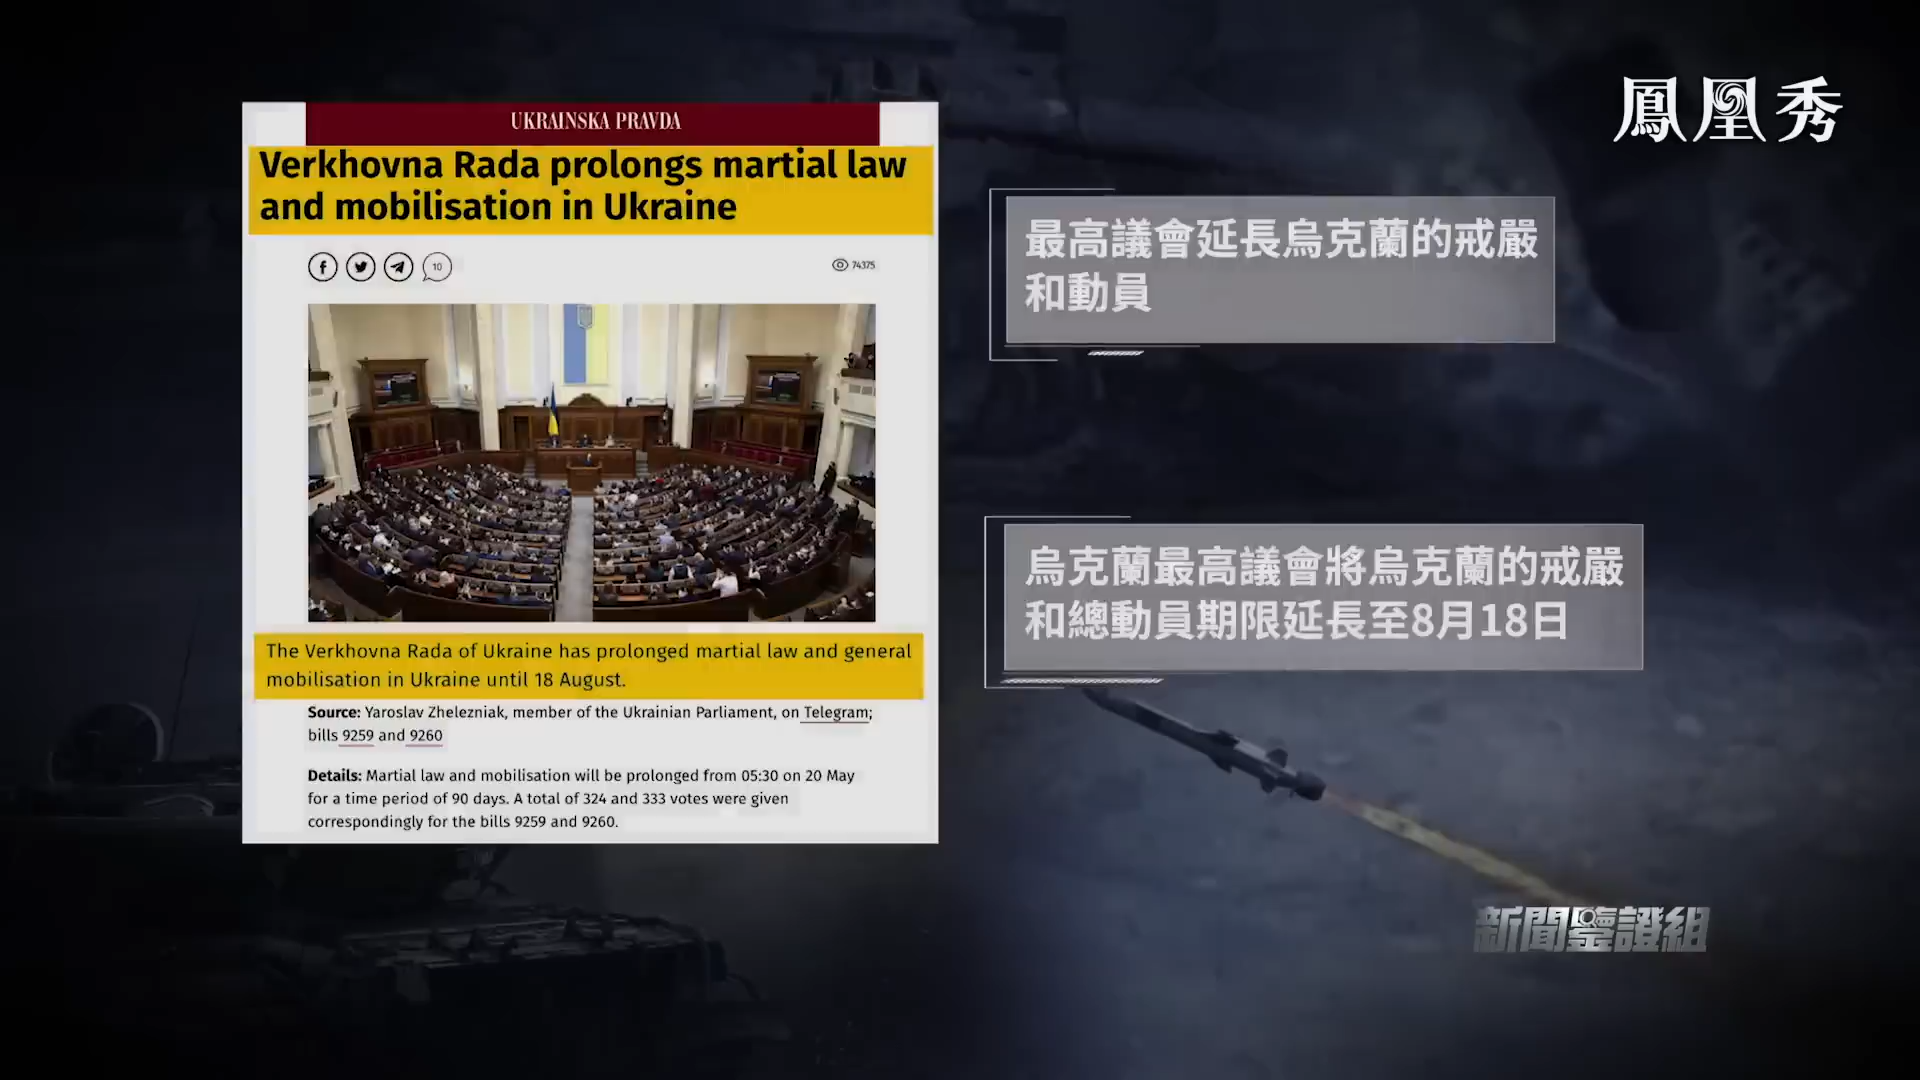 鳳凰秀
UKRAINSKA PRAVDA
Verkhovna Rada prolongs martial law
and mobilisation in Ukraine
10
74375
The Verkhovna Rada of Ukraine has prolonged martial law and general
mobilisation in Ukraine until 18 August.
Source: Yaroslav Zhelezniak, member of the Ukrainian Parliament, on Telegram;
bills 9259 and 9260
Details: Martial law and mobilisation will be prolonged from 05:30 on 20 May
for a time period of 90 days. A total of 324 and 333 votes were given
correspondingly for the bills 9259 and 9260.
最高議會延長烏克蘭的戒嚴
和動員
烏克蘭最高議會將烏克蘭的戒嚴
和總動員期限延長至8月18日
新聞鑒證組